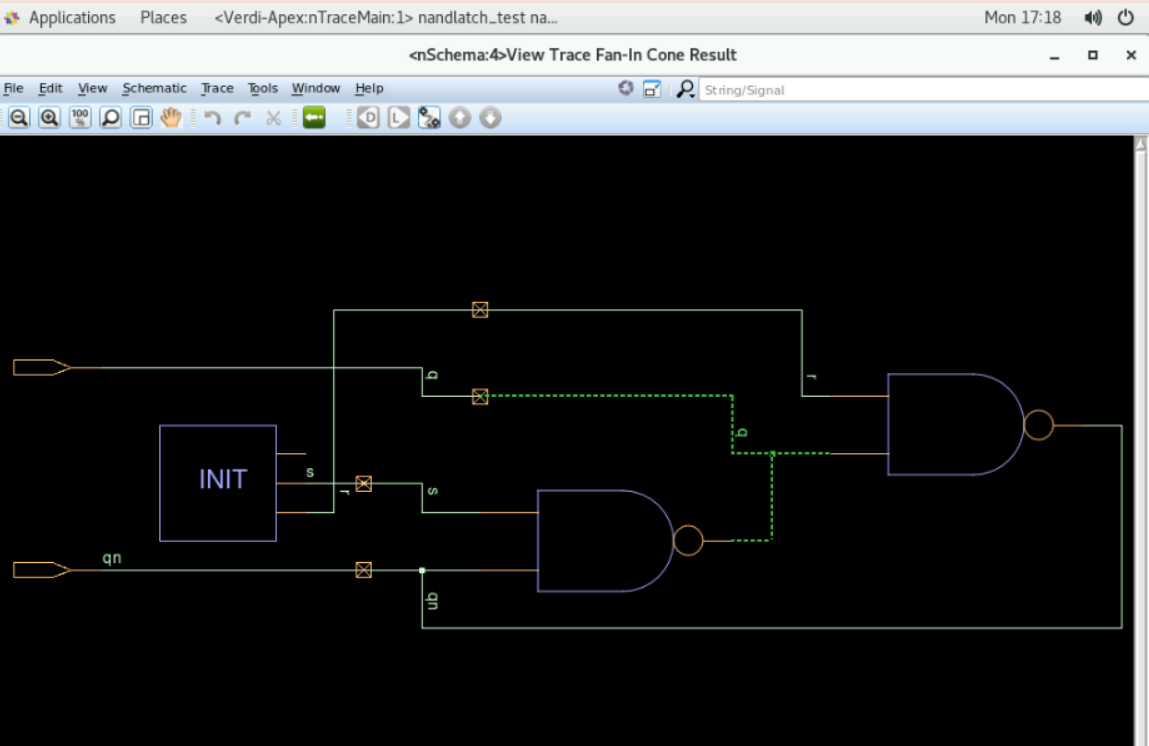 Applications Places <Verdi-Apex:nTraceMain:1> nandlatch_test na... Mon 17:18
<nSchema:4>View Trace Fan-In Cone Result
File Edit View Schematic Trace Tools Window Help String/Signal
100
D L
r
q
q
INIT
s
r
s
qn
qn